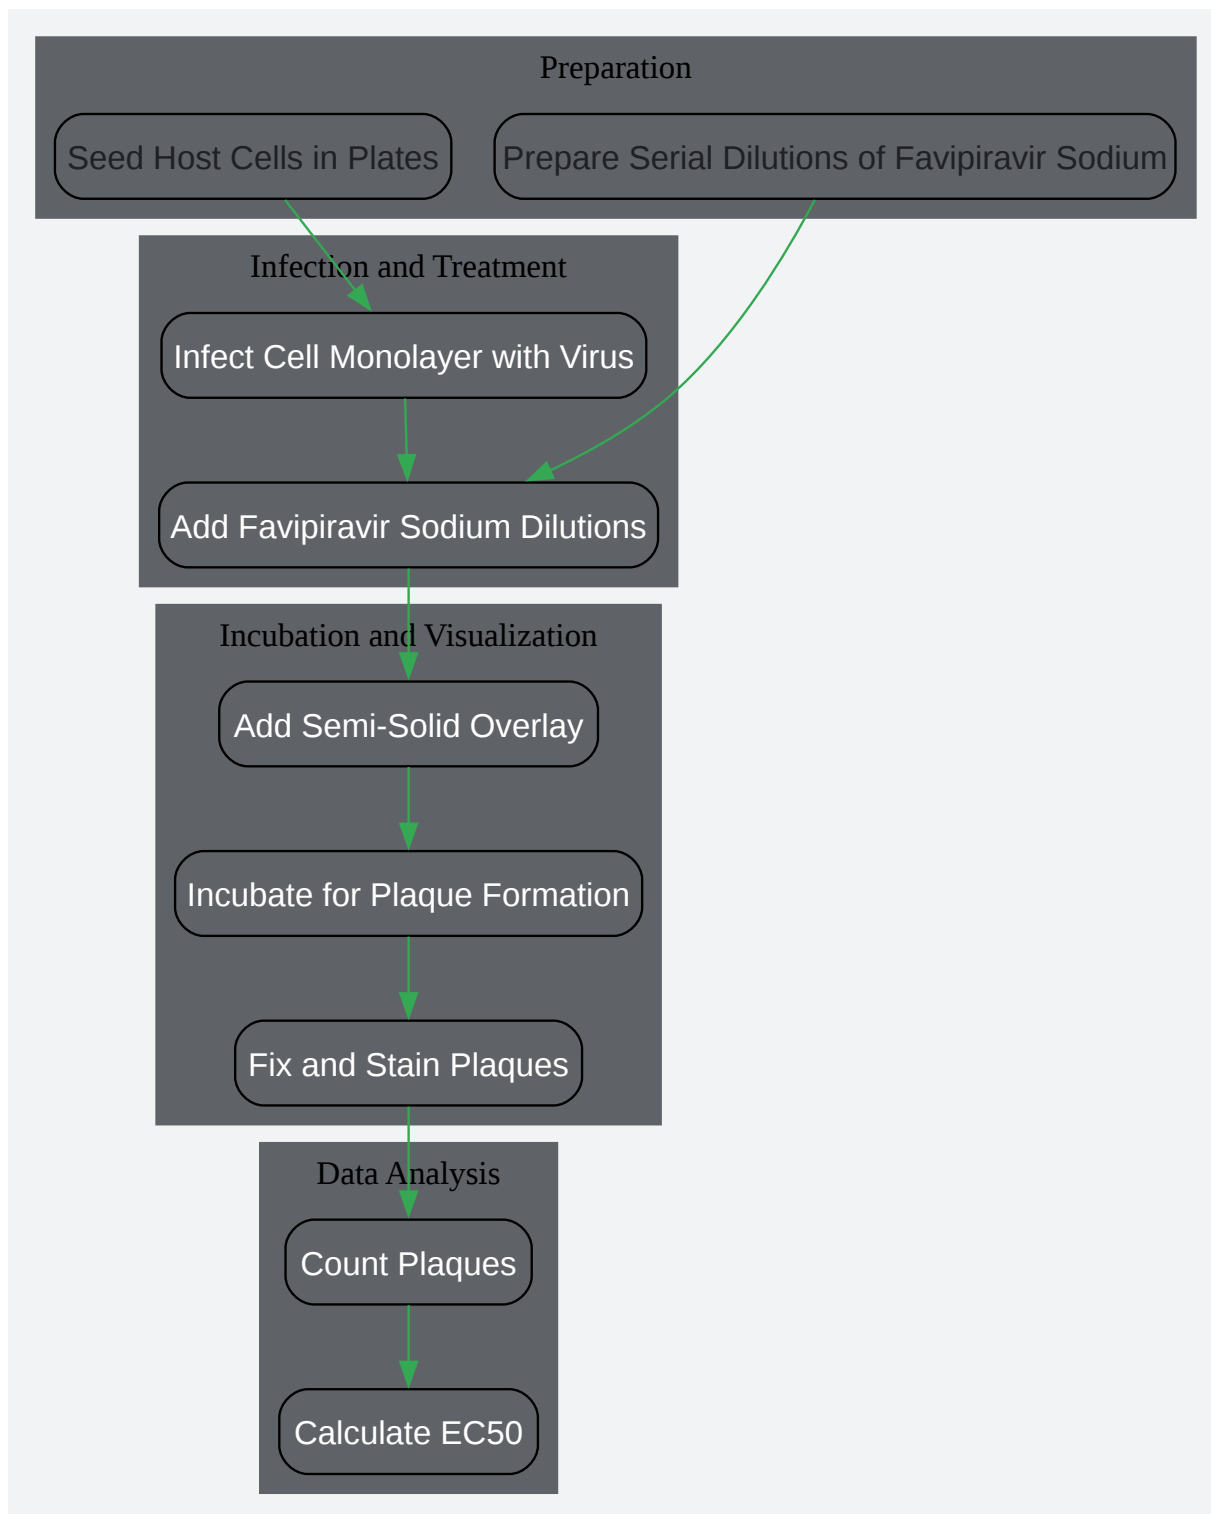 Preparation
Seed Host Cells in Plates
Prepare Serial Dilutions of Favipiravir Sodium
Infection and Treatment
Infect Cell Monolayer with Virus
Add Favipiravir Sodium Dilutions
Incubation and Visualization
Add Semi-Solid Overlay
Incubate for Plaque Formation
Fix and Stain Plaques
Data Analysis
Count Plaques
Calculate EC50